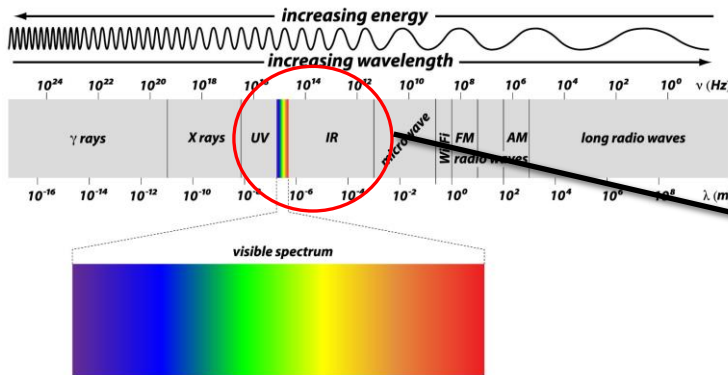 increasing energy
increasing wavelength
10²⁴ 10²² 10²⁰ 10¹⁸ 10¹⁶ 10¹⁴ 10¹² 10¹⁰ 10⁸ 10⁶ 10⁴ 10² 10⁰ ν (Hz)
γ rays X rays UV IR microwave WiFi FM AM long radio waves
radio waves
10⁻¹⁶ 10⁻¹⁴ 10⁻¹² 10⁻¹⁰ 10⁻⁸ 10⁻⁶ 10⁻⁴ 10⁻² 10⁰ 10² 10⁴ 10⁶ 10⁸ λ (m
visible spectrum